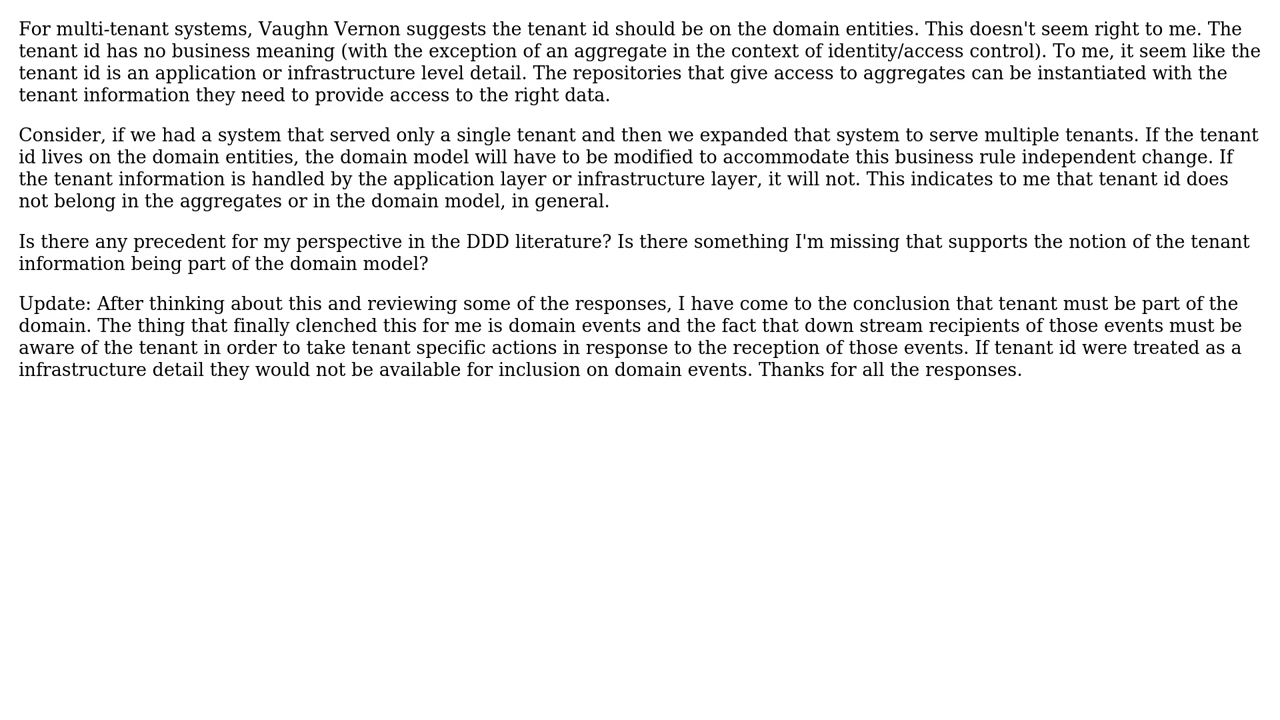 For multi-tenant systems, Vaughn Vernon suggests the tenant id should be on the domain entities. This doesn't seem right to me. The
tenant id has no business meaning (with the exception of an aggregate in the context of identity/access control). To me, it seem like the
tenant id is an application or infrastructure level detail. The repositories that give access to aggregates can be instantiated with the
tenant information they need to provide access to the right data.
Consider, if we had a system that served only a single tenant and then we expanded that system to serve multiple tenants. If the tenant
id lives on the domain entities, the domain model will have to be modified to accommodate this business rule independent change. If
the tenant information is handled by the application layer or infrastructure layer, it will not. This indicates to me that tenant id does
not belong in the aggregates or in the domain model, in general.
Is there any precedent for my perspective in the DDD literature? Is there something I'm missing that supports the notion of the tenant
information being part of the domain model?
Update: After thinking about this and reviewing some of the responses, I have come to the conclusion that tenant must be part of the
domain. The thing that finally clenched this for me is domain events and the fact that down stream recipients of those events must be
aware of the tenant in order to take tenant specific actions in response to the reception of those events. If tenant id were treated as a
infrastructure detail they would not be available for inclusion on domain events. Thanks for all the responses.